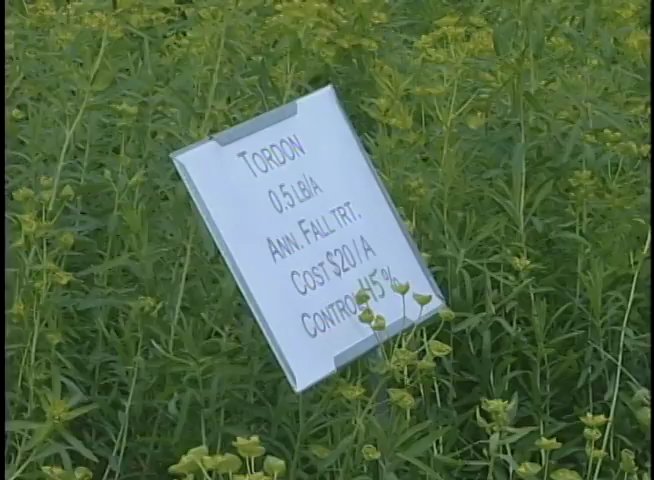 TORDON
0.5 LB/A
ANN. FALL TRT.
COST $20/A
CONTROL 45%